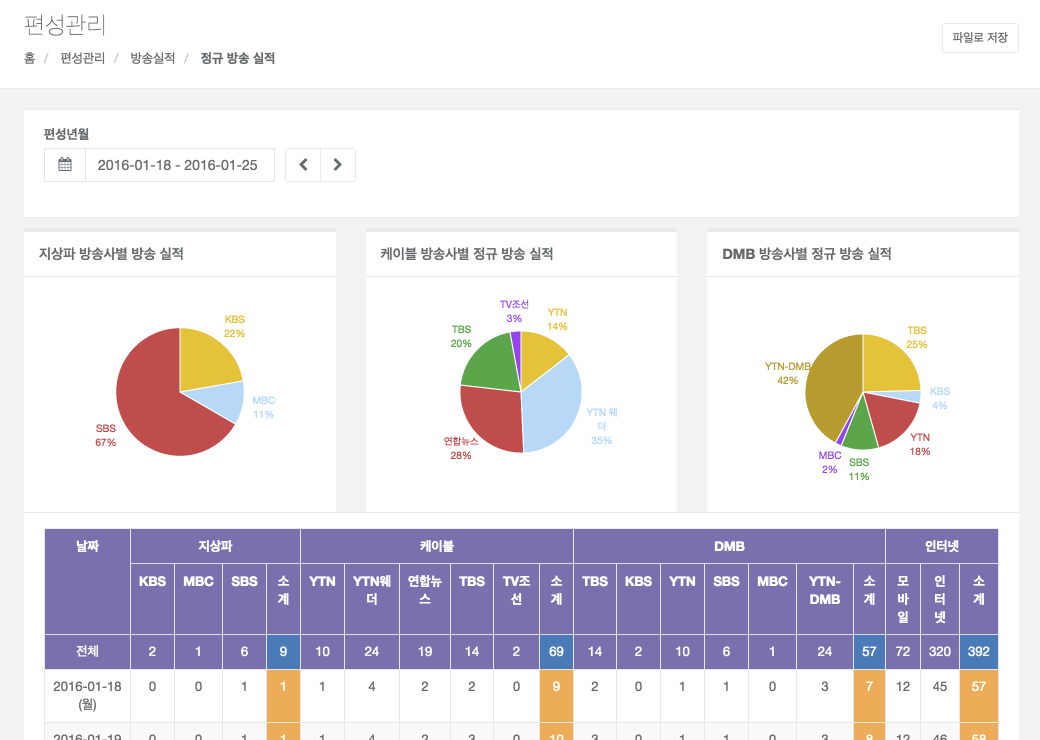 편성관리
파일로 저장
홈 / 편성관리 / 방송실적 / 정규 방송 실적
편성년월
2016-01-18 - 2016-01-25
지상파 방송사별 방송 실적
KBS
22%
MBC
11%
SBS
67%
케이블 방송사별 정규 방송 실적
TV조선
3%
YTN
14%
TBS
20%
YTN 웨
더
35%
연합뉴스
28%
DMB 방송사별 정규 방송 실적
TBS
25%
YTN-DMB
42%
KBS
4%
YTN
18%
MBC
2%
SBS
11%
날짜 지상파 케이블 DMB 인터넷
KBS MBC SBS 소 YTN YTN웨 연합뉴 TBS TV조 소 TBS KBS YTN SBS MBC YTN- 소 모 인 소
계 더 스 선 계 DMB 계 바 터 계
일 넷
전체 2 1 6 9 10 24 19 14 2 69 14 2 10 6 1 24 57 72 320 392
2016-01-18 0 0 1 1 1 4 2 2 0 9 2 0 1 1 0 3 7 12 45 57
(월)
2016-01-19 0 0 1 1 1 4 2 3 0 10 3 0 1 1 0 3 8 12 46 58